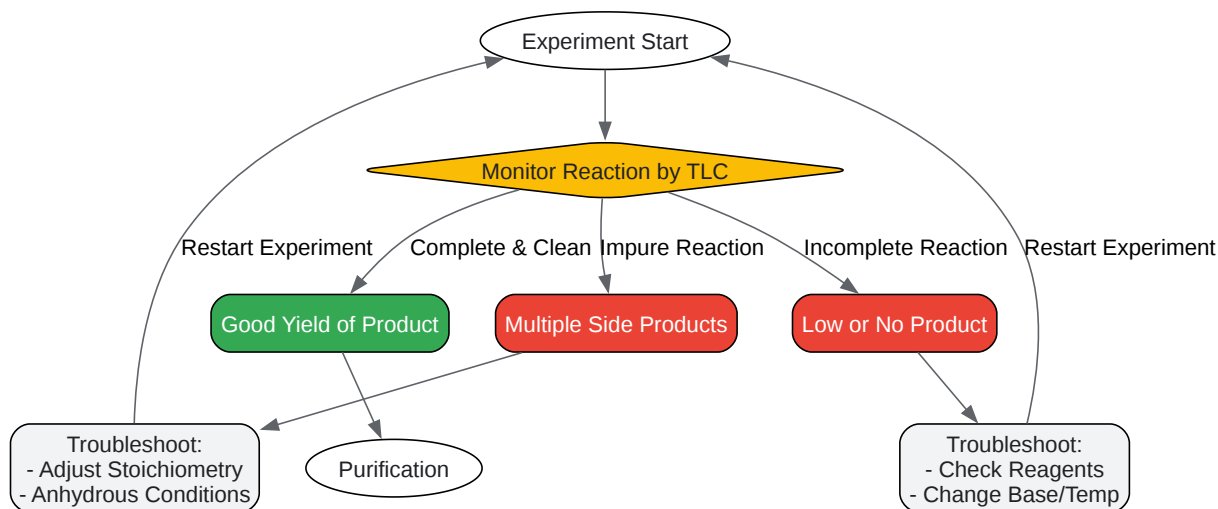 Experiment Start
Monitor Reaction by TLC
Restart Experiment
Complete & Clean
Impure Reaction
Incomplete Reaction
Restart Experiment
Good Yield of Product
Multiple Side Products
Low or No Product
Troubleshoot:
- Adjust Stoichiometry
- Anhydrous Conditions
Purification
Troubleshoot:
- Check Reagents
- Change Base/Temp